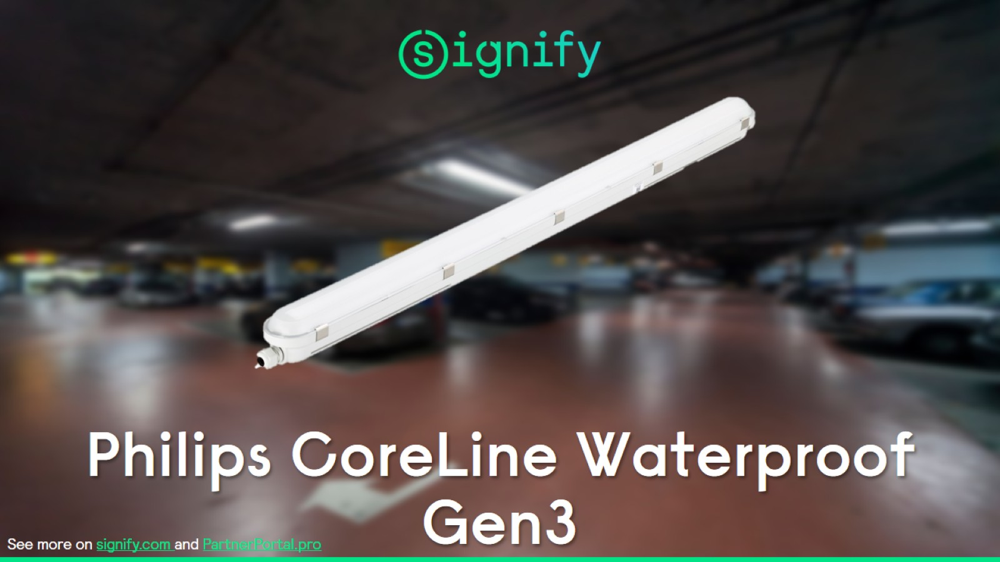 signify
Philips CoreLine Waterproof
Gen3
See more on signify.com and PartnerPortal.pro